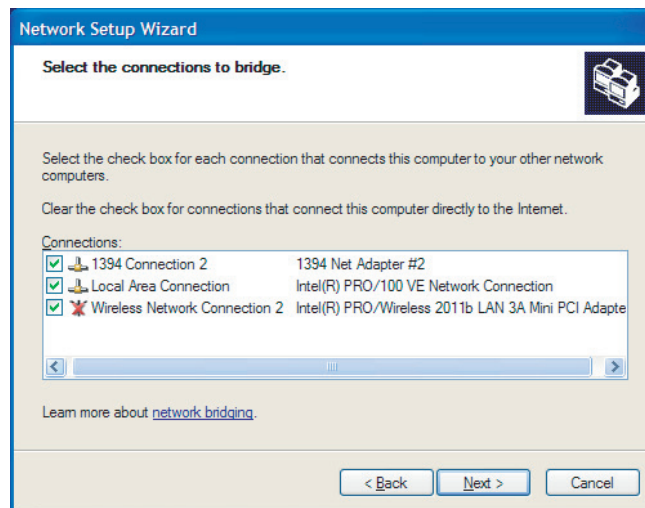 Network Setup Wizard
Select the connections to bridge.
Select the check box for each connection that connects this computer to your other network
computers.
Clear the check box for connections that connect this computer directly to the Internet.
Connections:
1394 Connection 2 1394 Net Adapter #2
Local Area Connection Intel(R) PRO/100 VE Network Connection
Wireless Network Connection 2 Intel(R) PRO/Wireless 2011b LAN 3A Mini PCI Adapte
Learn more about network bridging.
< Back Next > Cancel